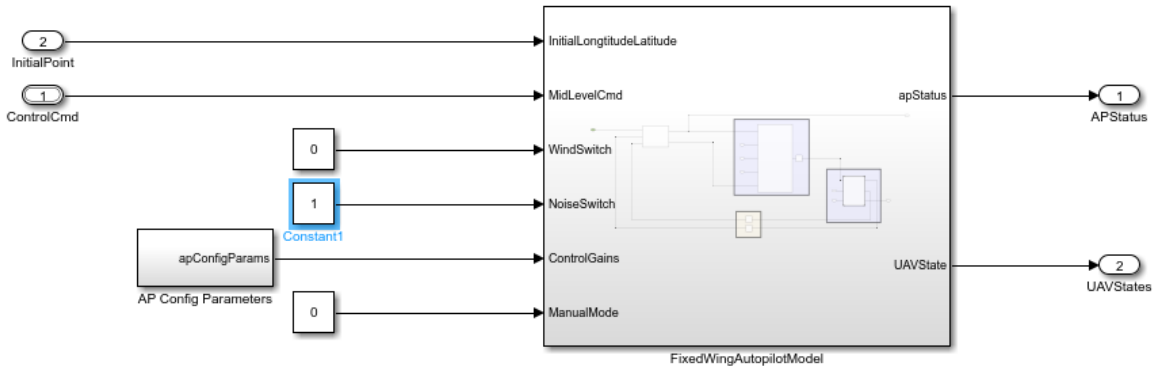 2
InitialPoint
1
ControlCmd
0
1
Constant1
apConfigParams
AP Config Parameters
0
InitialLongtitudeLatitude
MidLevelCmd
WindSwitch
NoiseSwitch
ControlGains
ManualMode
apStatus
UAVState
FixedWingAutopilotModel
1
APStatus
2
UAVStates